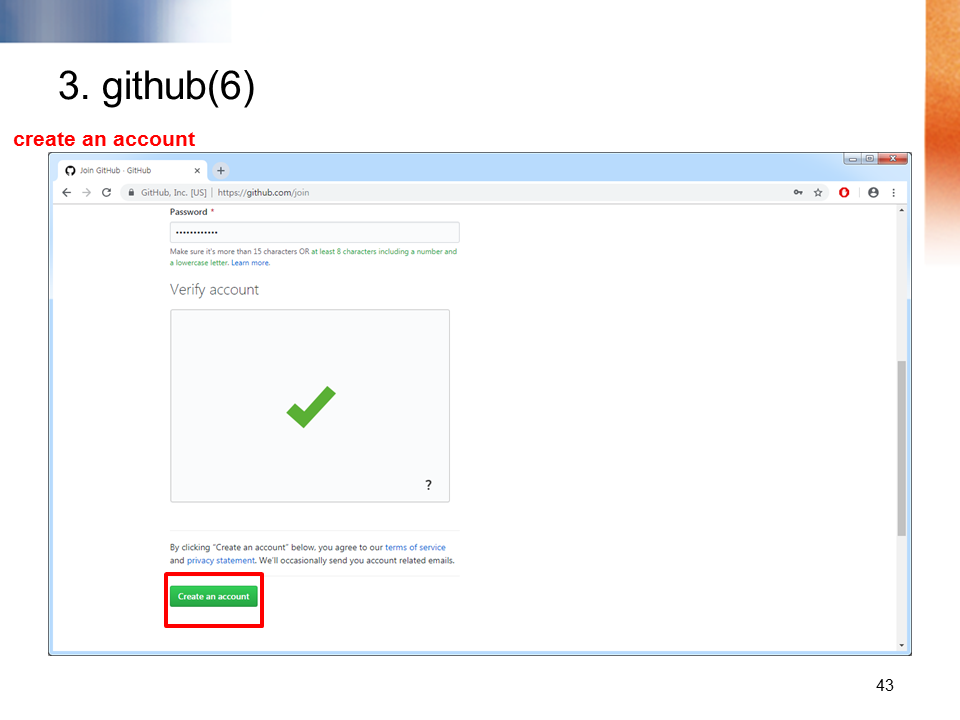 3. github(6)
create an account
Join GitHub · GitHub
GitHub, Inc. [US] | https://github.com/join
Password *
••••••••••••
Make sure it's more than 15 characters OR at least 8 characters including a number and
a lowercase letter. Learn more.
Verify account
?
By clicking "Create an account" below, you agree to our terms of service
and privacy statement. We'll occasionally send you account related emails.
Create an account
43